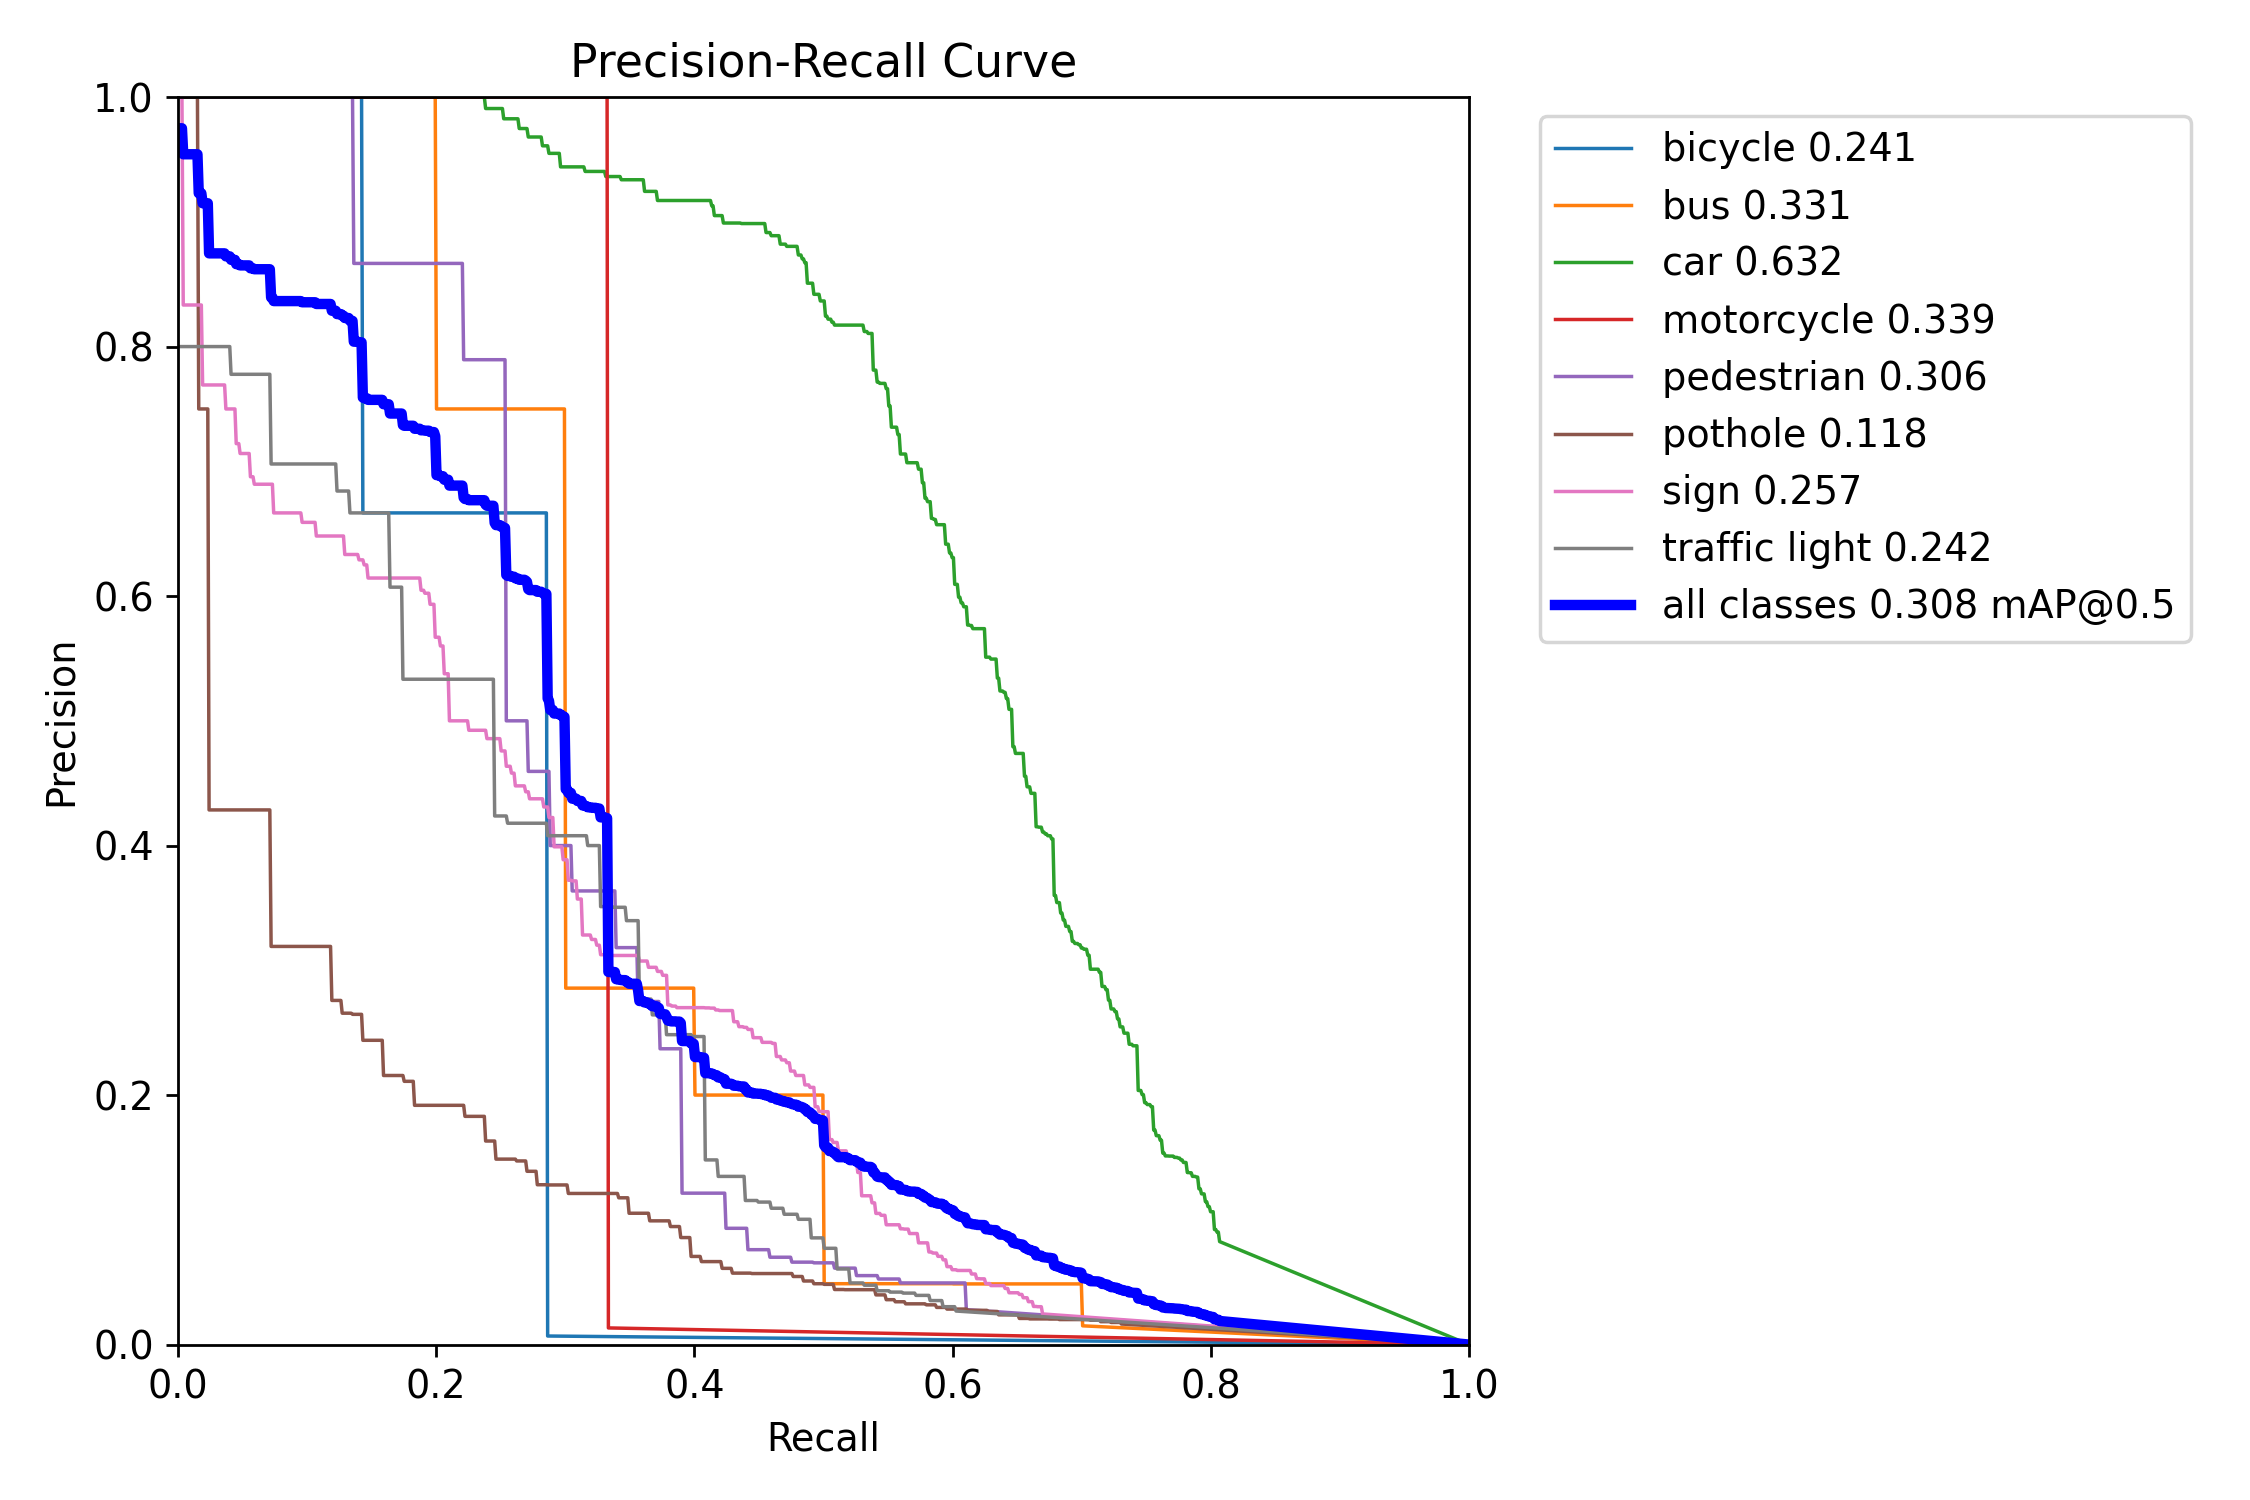 Precision-Recall Curve
1.0
0.8
0.6
0.4
0.2
0.0
Precision
0.0 0.2 0.4 0.6 0.8 1.0
Recall
bicycle 0.241
bus 0.331
car 0.632
motorcycle 0.339
pedestrian 0.306
pothole 0.118
sign 0.257
traffic light 0.242
all classes 0.308 mAP@0.5